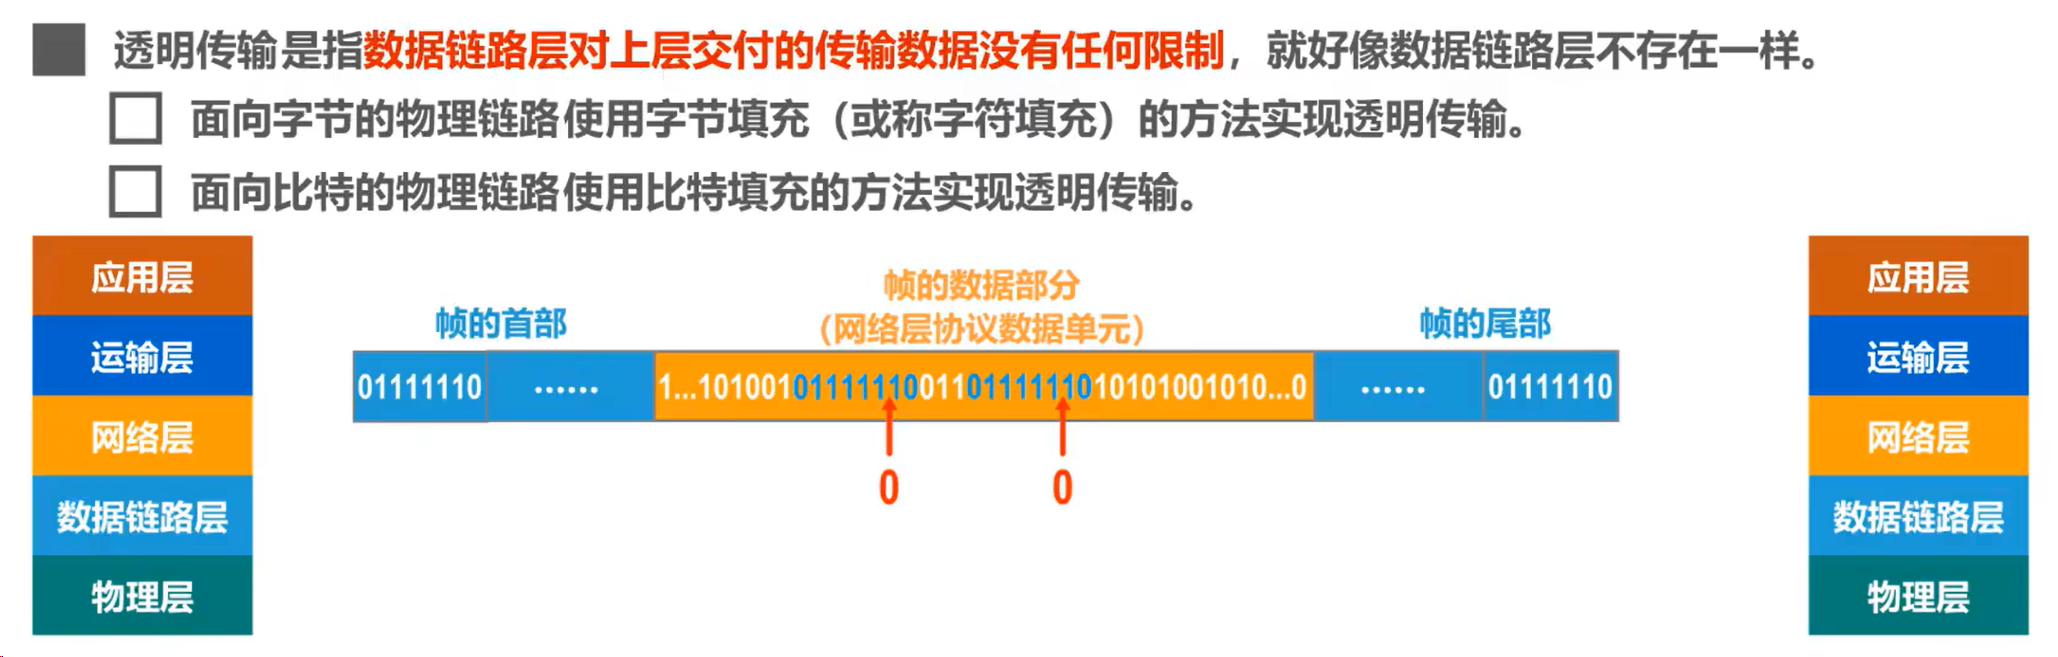 透明传输是指数据链路层对上层交付的传输数据没有任何限制，就好像数据链路层不存在一样。
面向字节的物理链路使用字节填充（或称字符填充）的方法实现透明传输。
面向比特的物理链路使用比特填充的方法实现透明传输。
应用层
运输层
网络层
数据链路层
物理层
帧的首部
帧的数据部分
（网络层协议数据单元）
帧的尾部
01111110 ······ 1...101001011111100110111111010101001010...0 ······ 01111110
0 0
应用层
运输层
网络层
数据链路层
物理层